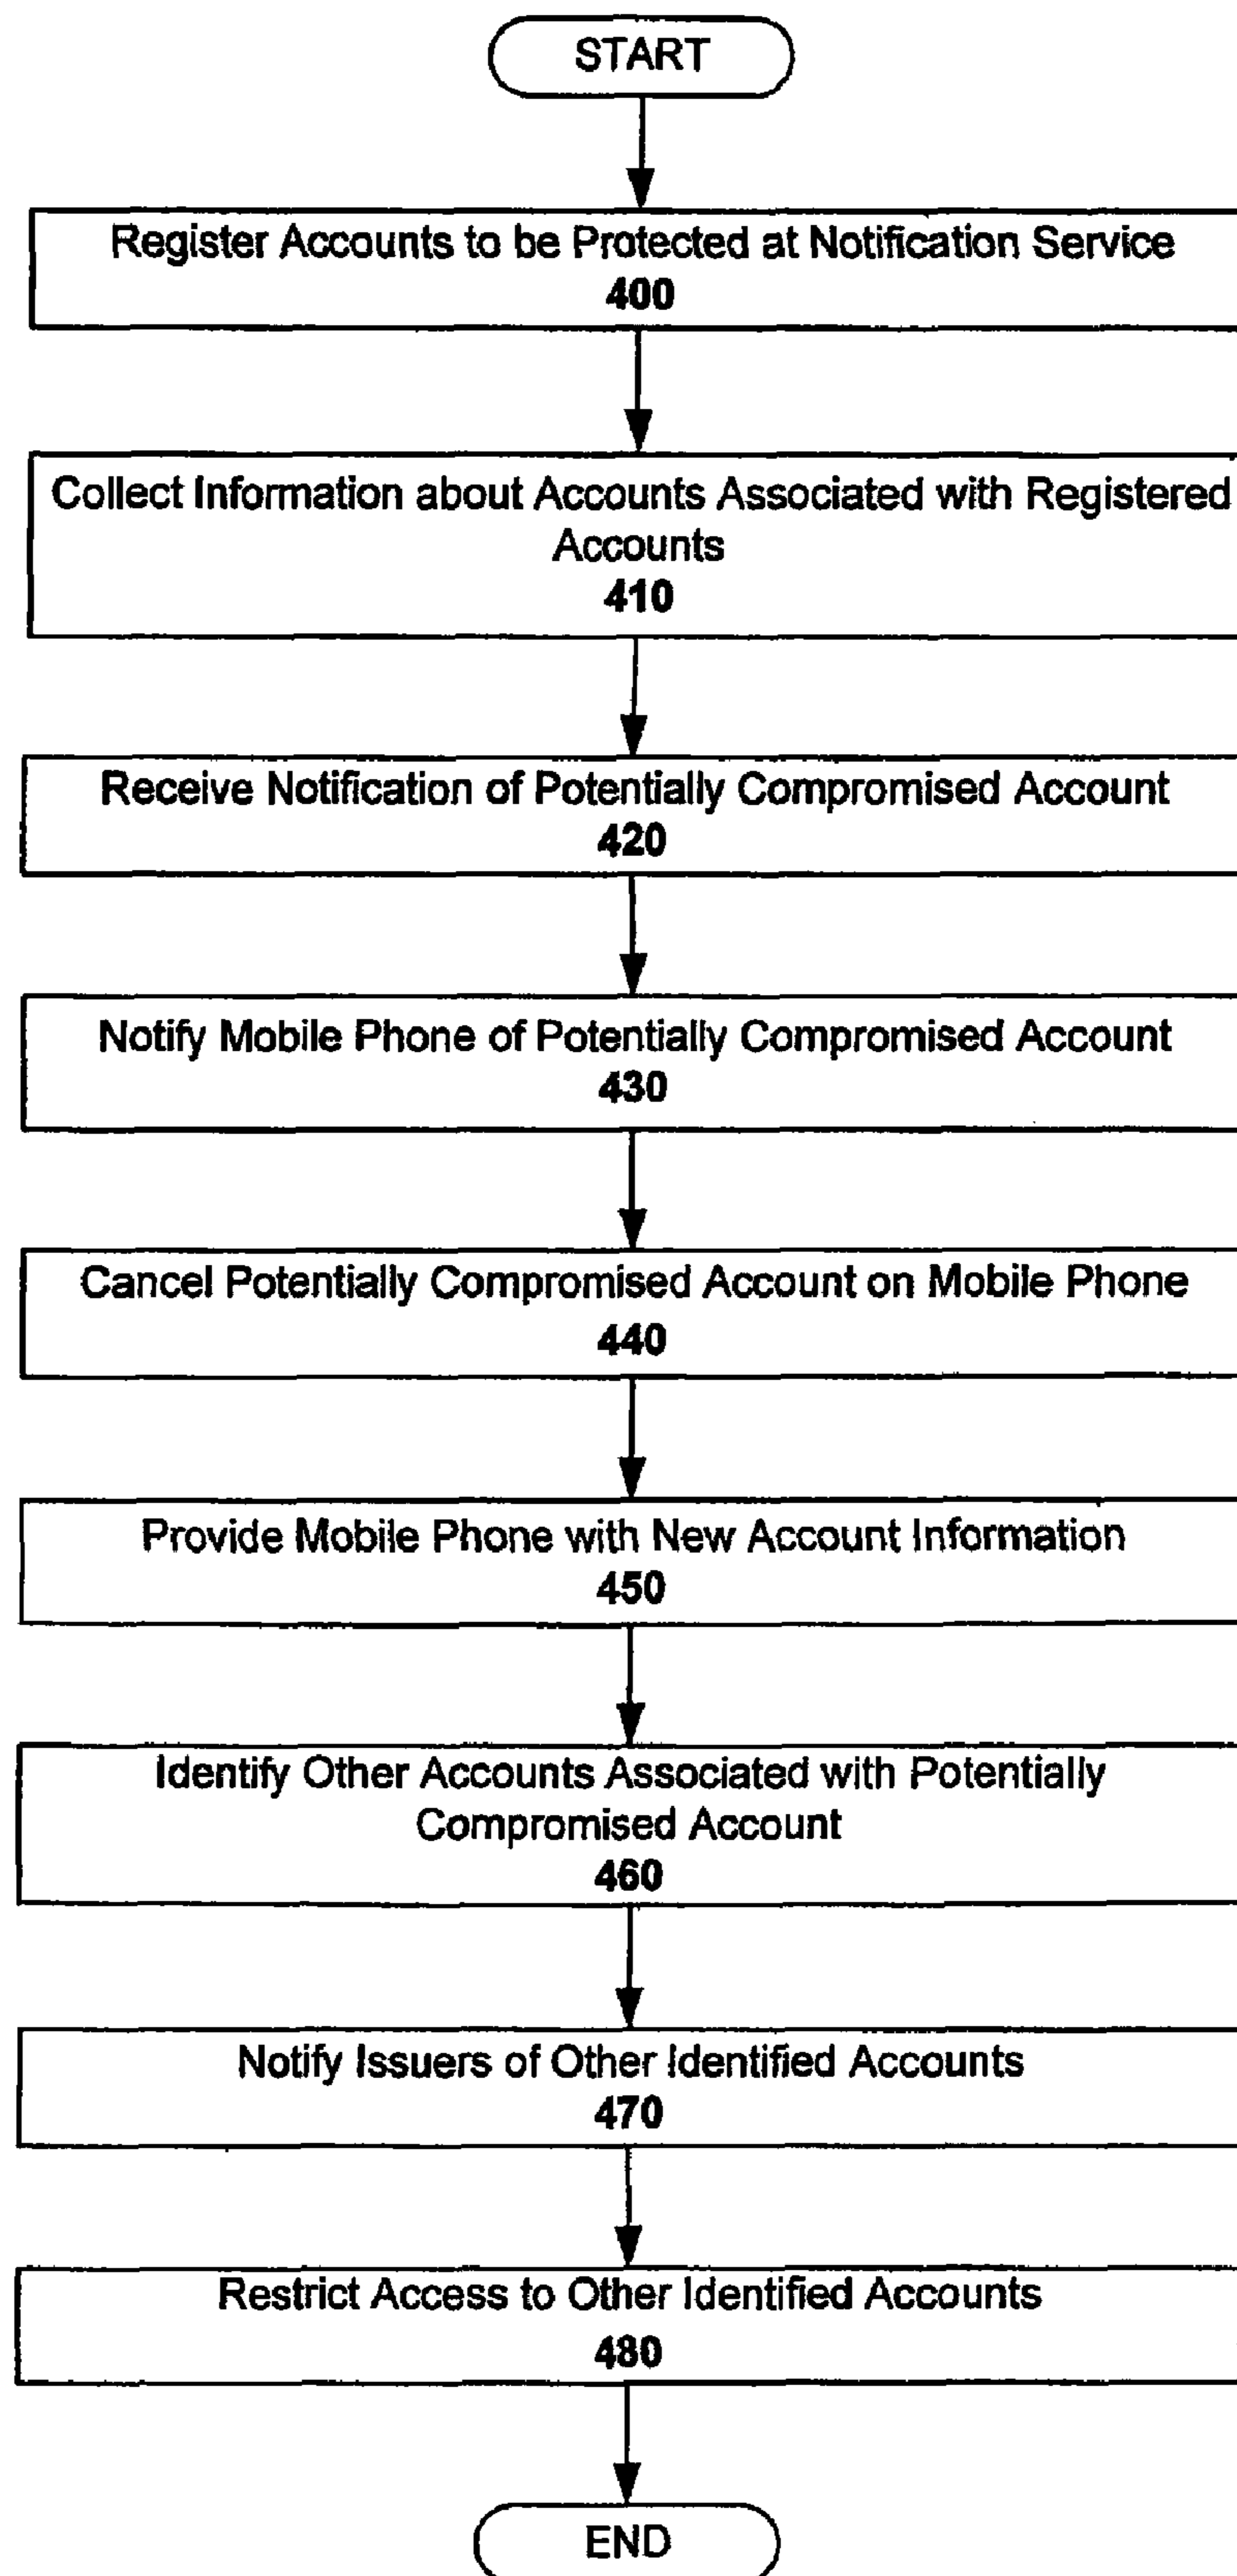 START
Register Accounts to be Protected at Notification Service
400
Collect Information about Accounts Associated with Registered
Accounts
410
Receive Notification of Potentially Compromised Account
420
Notify Mobile Phone of Potentially Compromised Account
430
Cancel Potentially Compromised Account on Mobile Phone
440
Provide Mobile Phone with New Account Information
450
Identify Other Accounts Associated with Potentially
Compromised Account
460
Notify Issuers of Other Identified Accounts
470
Restrict Access to Other Identified Accounts
480
END